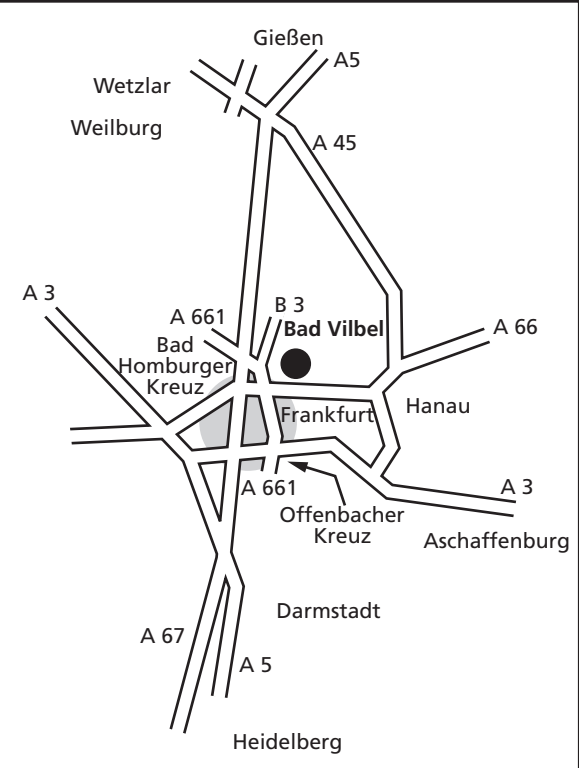 Gießen
A5
Wetzlar
Weilburg
A 45
A 3
A 661
B 3
Bad Vilbel
A 66
Bad
Homburger
Kreuz
Frankfurt
Hanau
A 661
A 3
Offenbacher
Kreuz
Aschaffenburg
Darmstadt
A 67
A 5
Heidelberg